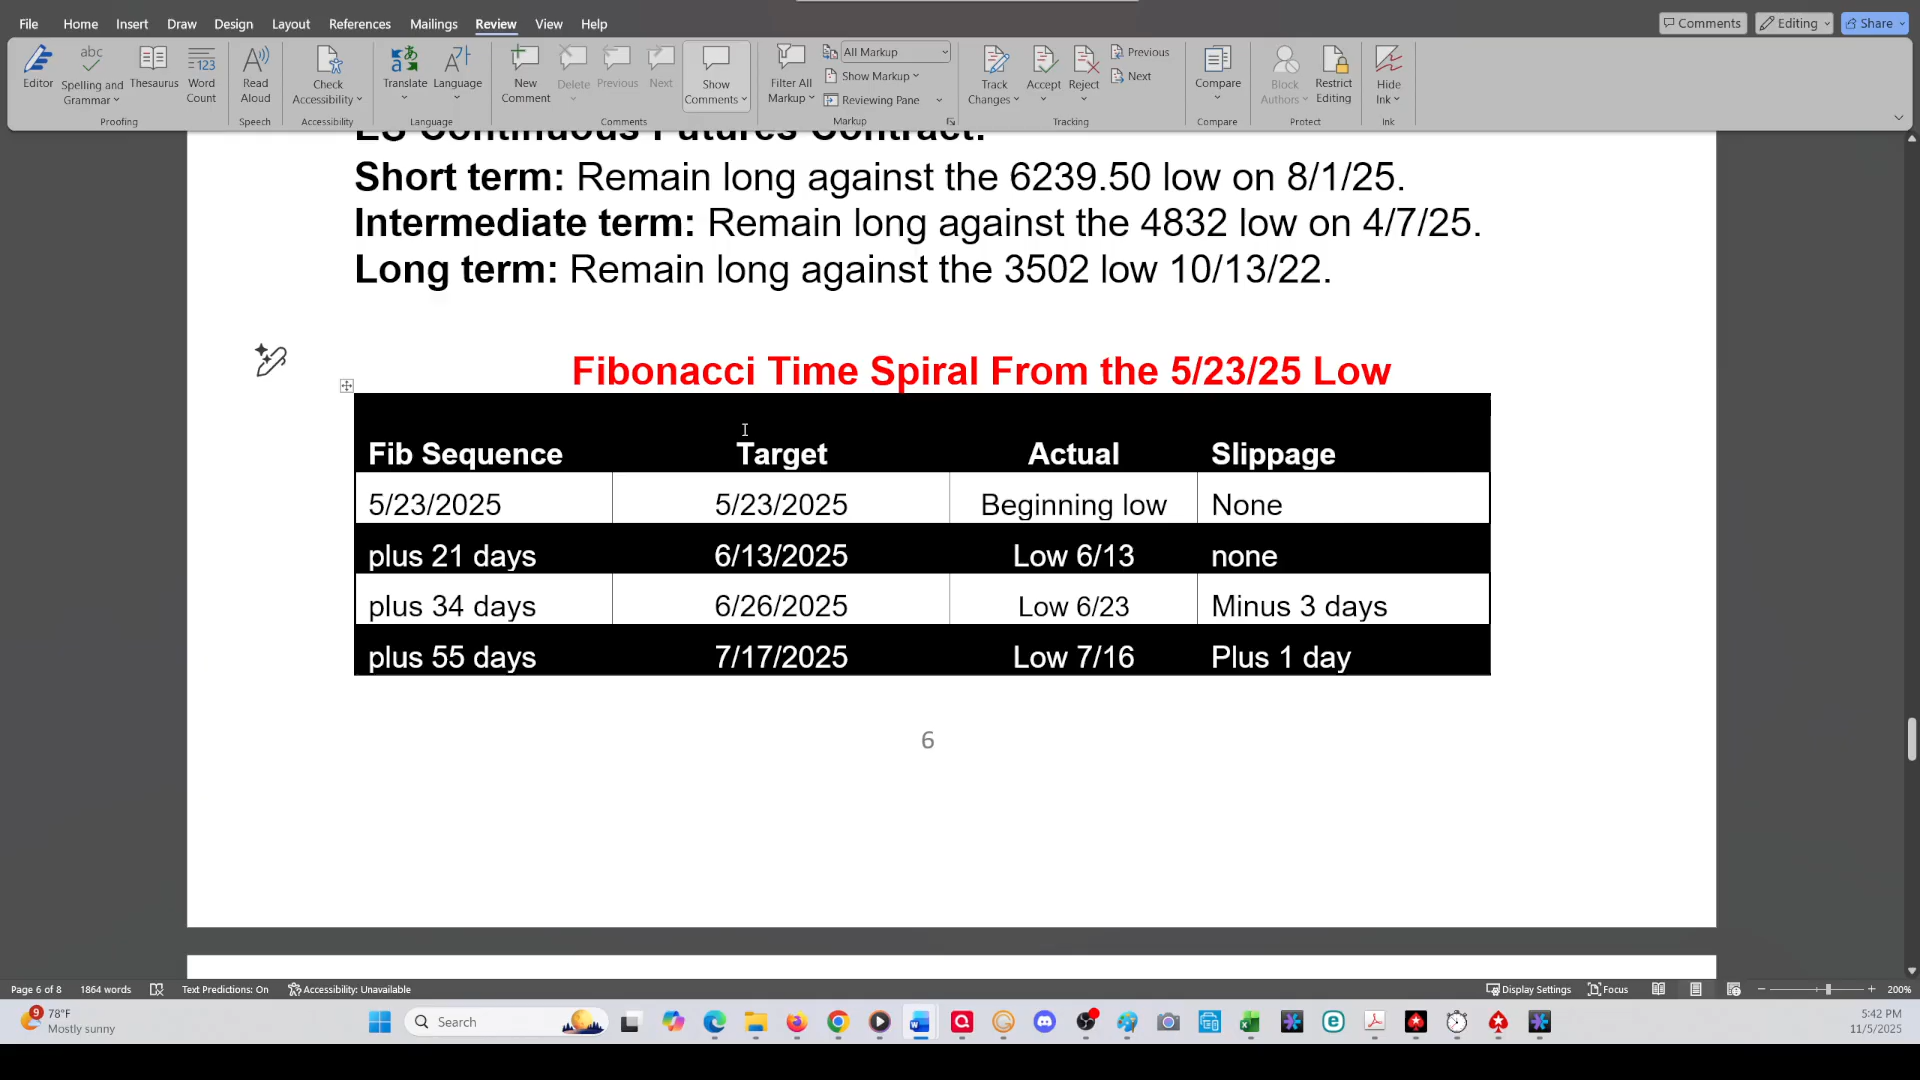 File Home Insert Draw Design Layout References Mailings Review View Help
Comments Editing Share
Editor
Spelling and Grammar
Thesaurus
Word Count
Read Aloud
Check Accessibility
Translate
Language
New Comment
Delete
Previous
Next
Show Comments
Filter All Markup
All Markup
Show Markup
Reviewing Pane
Track Changes
Accept
Reject
Previous
Next
Compare
Block Authors
Restrict Editing
Hide Ink
Proofing Speech Accessibility Language Comments Markup Tracking Compare Protect Ink
ES Continuous Futures Contract:
Short term: Remain long against the 6239.50 low on 8/1/25.
Intermediate term: Remain long against the 4832 low on 4/7/25.
Long term: Remain long against the 3502 low 10/13/22.
Fibonacci Time Spiral From the 5/23/25 Low
Fib Sequence Target Actual Slippage
5/23/2025 5/23/2025 Beginning low None
plus 21 days 6/13/2025 Low 6/13 none
plus 34 days 6/26/2025 Low 6/23 Minus 3 days
plus 55 days 7/17/2025 Low 7/16 Plus 1 day
6
Page 6 of 8 1864 words Text Predictions: On Accessibility: Unavailable Display Settings Focus 200%
9 78°F
Mostly sunny
Search
5:42 PM
11/5/2025